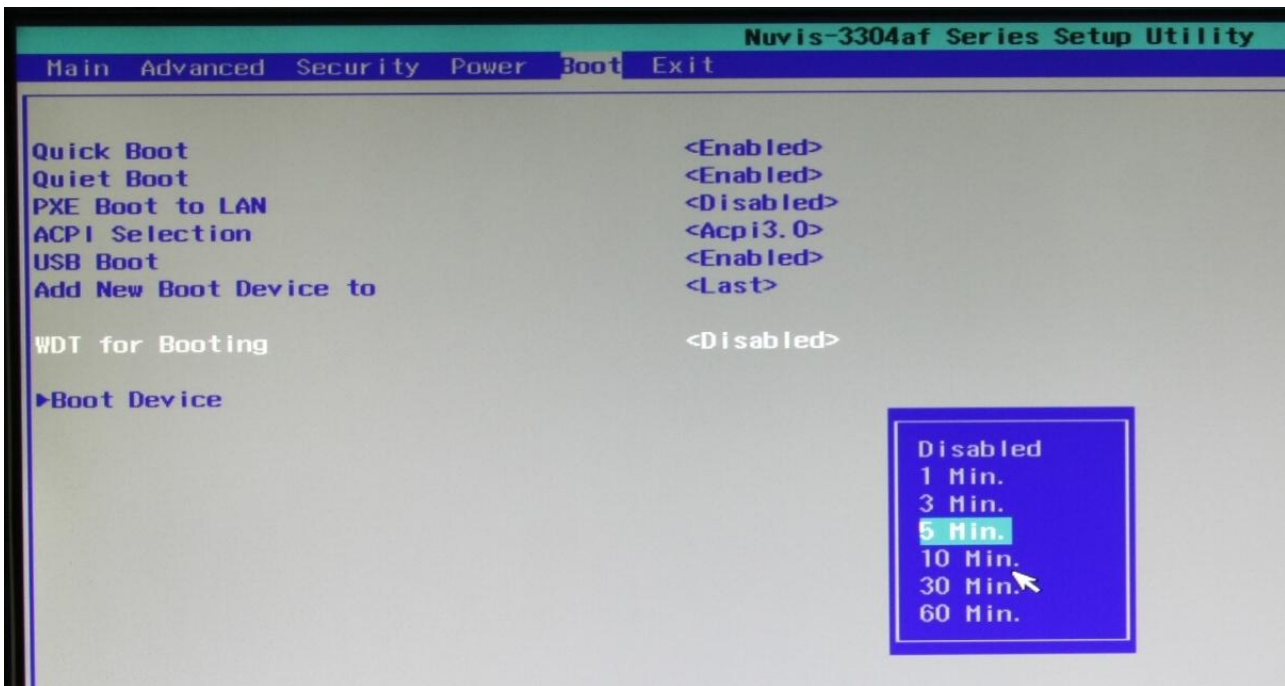 Nuvis-3304af Series Setup Utility
Main Advanced Security Power Boot Exit
Quick Boot <Enabled>
Quiet Boot <Enabled>
PXE Boot to LAN <Disabled>
ACPI Selection <Acpi3.0>
USB Boot <Enabled>
Add New Boot Device to <Last>
WDT for Booting <Disabled>
▶Boot Device
Disabled
1 Min.
3 Min.
5 Min.
10 Min.
30 Min.
60 Min.